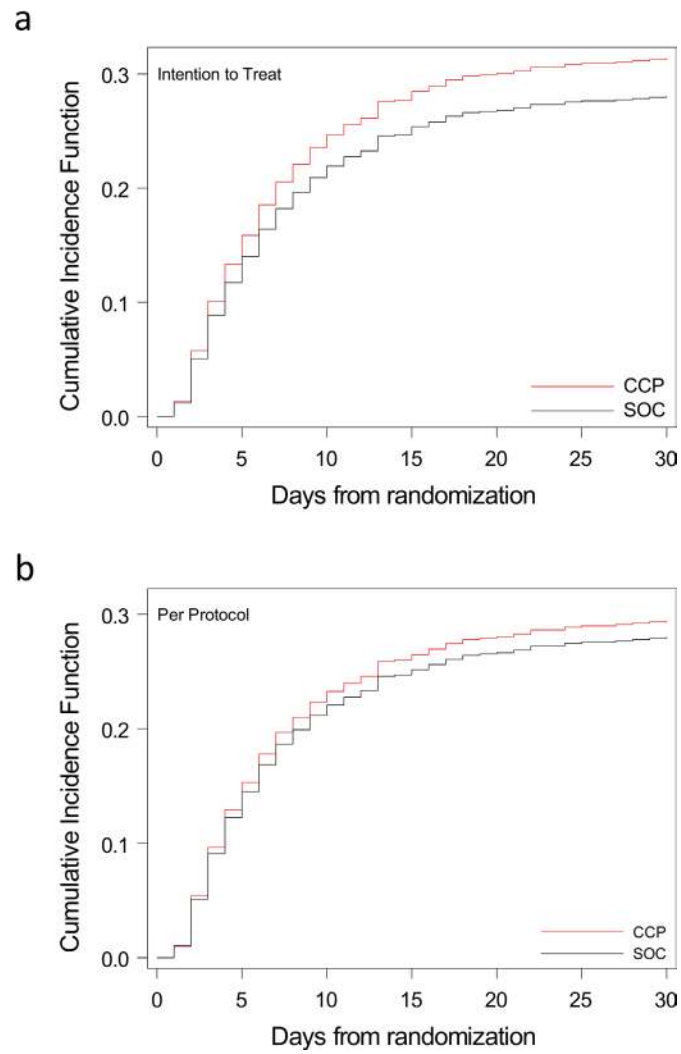 a
Intention to Treat
Cumulative Incidence Function
0.3
0.2
0.1
0.0
CCP
SOC
0 5 10 15 20 25 30
Days from randomization
b
Per Protocol
Cumulative Incidence Function
0.3
0.2
0.1
0.0
CCP
SOC
0 5 10 15 20 25 30
Days from randomization